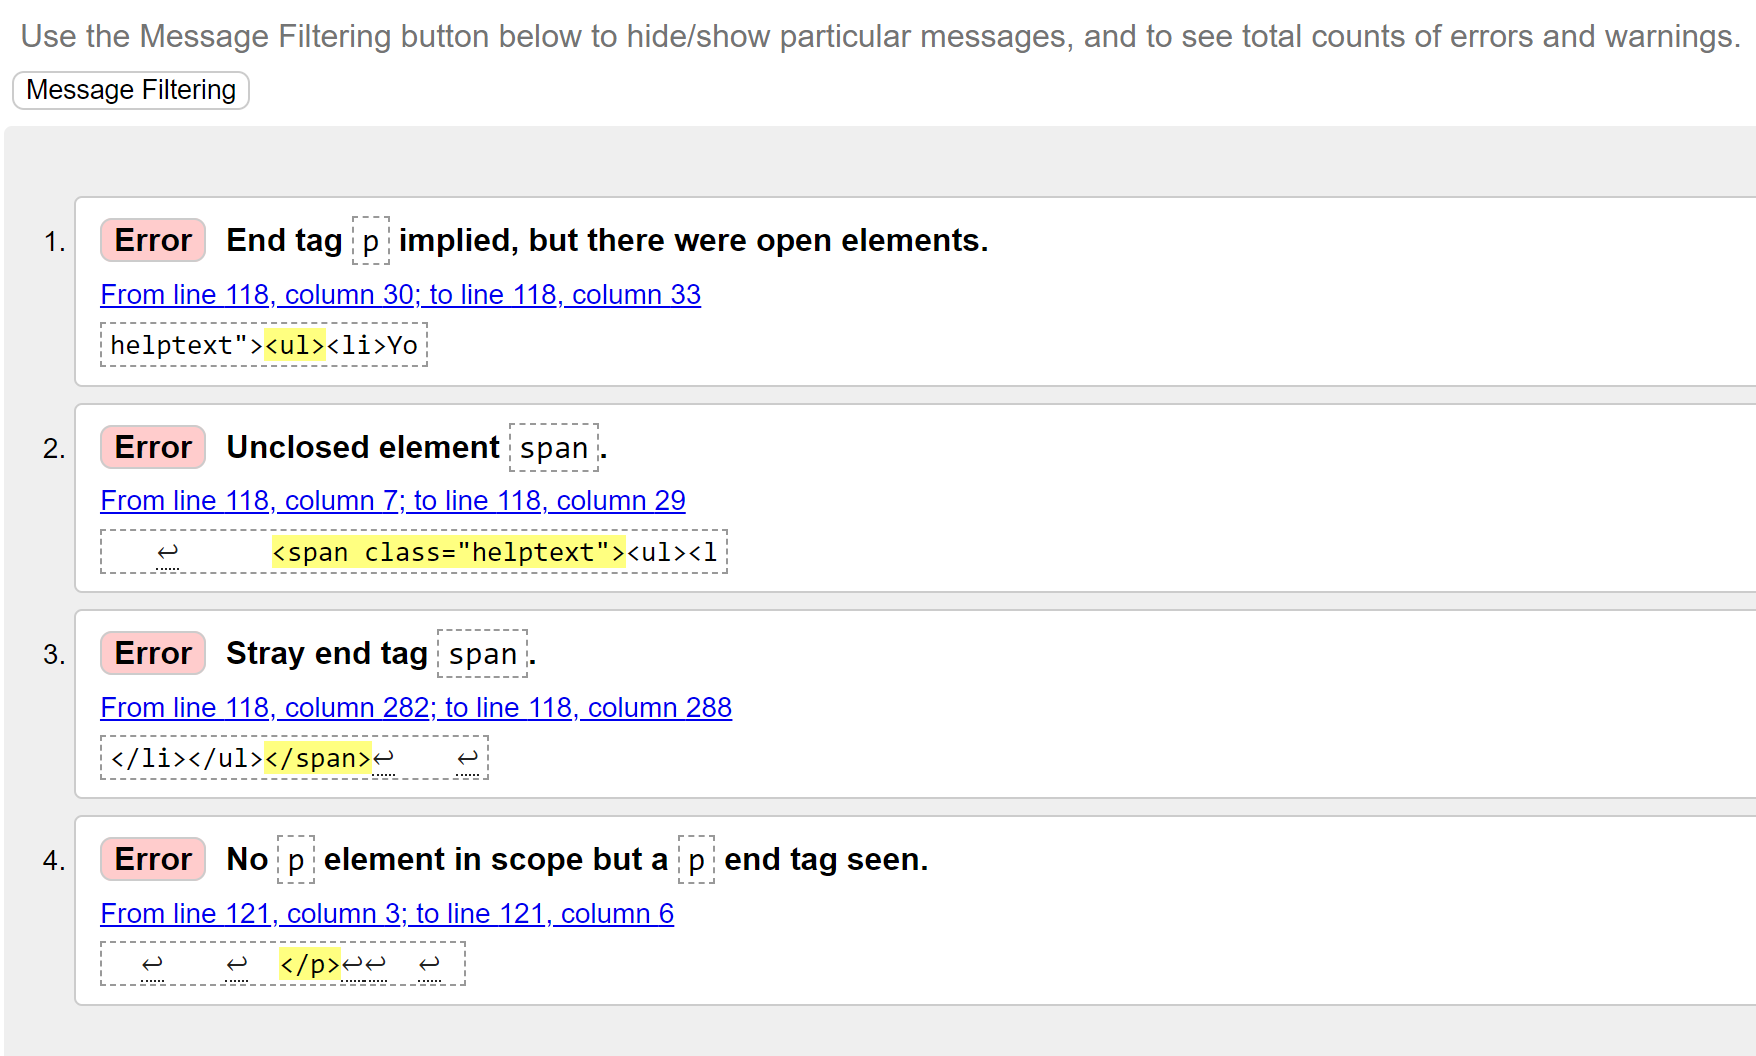 Use the Message Filtering button below to hide/show particular messages, and to see total counts of errors and warnings.
Message Filtering
1. Error End tag p implied, but there were open elements.
From line 118, column 30; to line 118, column 33
helptext"><ul><li>Yo
2. Error Unclosed element span.
From line 118, column 7; to line 118, column 29
↩ <span class="helptext"><ul><l
3. Error Stray end tag span.
From line 118, column 282; to line 118, column 288
</li></ul></span>↩ ↩
4. Error No p element in scope but a p end tag seen.
From line 121, column 3; to line 121, column 6
↩ ↩ </p>↩↩ ↩